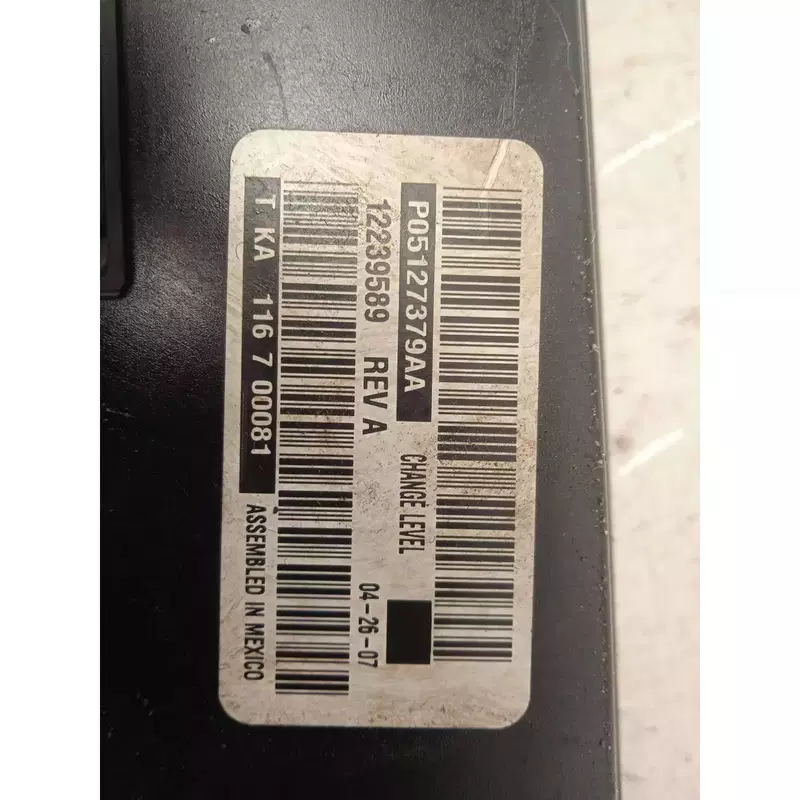 P05127379AA CHANGE LEVEL
12239589 REV A 04-26-07
T KA 116 7 00081 ASSEMBLED IN MEXICO